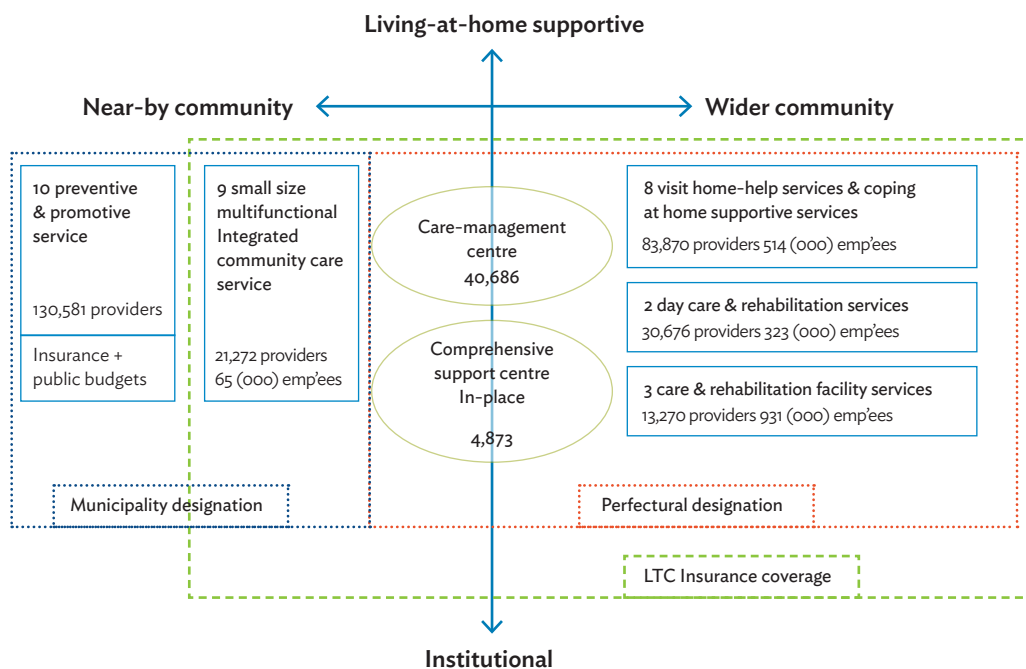 Living-at-home supportive
Near-by community
Wider community
10 preventive
& promotive
service
130,581 providers
Insurance +
public budgets
9 small size
multifunctional
Integrated
community care
service
21,272 providers
65 (000) emp'ees
Care-management
centre
40,686
Comprehensive
support centre
In-place
4,873
8 visit home-help services & coping
at home supportive services
83,870 providers 514 (000) emp'ees
2 day care & rehabilitation services
30,676 providers 323 (000) emp'ees
3 care & rehabilitation facility services
13,270 providers 931 (000) emp'ees
Municipality designation
Perfectural designation
LTC Insurance coverage
Institutional